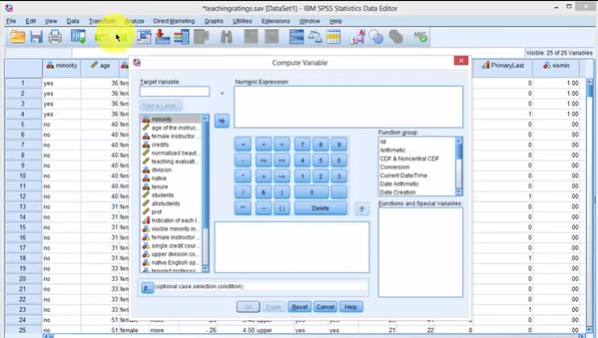 *teachingratings.sav [DataSet1] - IBM SPSS Statistics Data Editor
File Edit View Data Transform Analyze Direct Marketing Graphs Utilities Extensions Window Help
Visible: 25 of 25 Variables
minority age fem PrimaryLast vismin
1 yes 36 fem 0 1.00
2 yes 36 fem 0 1.00
3 yes 36 fem 0 1.00
4 yes 36 fem 1 1.00
5 no 40 fem 0 .00
6 no 40 fem 0 .00
7 no 40 fem 0 .00
8 no 40 fem 0 .00
9 no 40 fem 0 .00
10 no 40 fem 0 .00
11 no 40 fem 0 .00
12 no 40 fem 1 .00
13 no 31 fem 0 .00
14 no 31 fem 0 .00
15 no 31 fem 0 .00
16 no 31 fem 0 .00
17 no 31 fem 0 .00
18 no 31 fem 1 .00
19 no 33 fem 0 .00
20 no 33 fem 0 .00
21 no 33 fem 0 .00
22 no 33 fem 0 .00
23 no 33 fem 1 .00
24 no 51 fem 0 .00
25 no 51 female more -.26 4.50 upper yes yes 21 22 8 0 .00
Compute Variable
Target Variable:
=
Numeric Expression:
Type & Label...
minority
age of the instruc...
female instructor
credits
normalized beaut...
teaching evaluati...
division
native
tenure
students
allstudents
prof
Indicator of each I...
visible minority in...
female instructor ...
single credit cour...
upper division co...
native English sp...
tenured professo...
+ < > 7 8 9
- <= >= 4 5 6
* = ~= 1 2 3
/ & | 0 .
** ~ ( ) Delete
Function group:
All
Arithmetic
CDF & Noncentral CDF
Conversion
Current Date/Time
Date Arithmetic
Date Creation
Functions and Special Variables:
If... (optional case selection condition)
OK Paste Reset Cancel Help